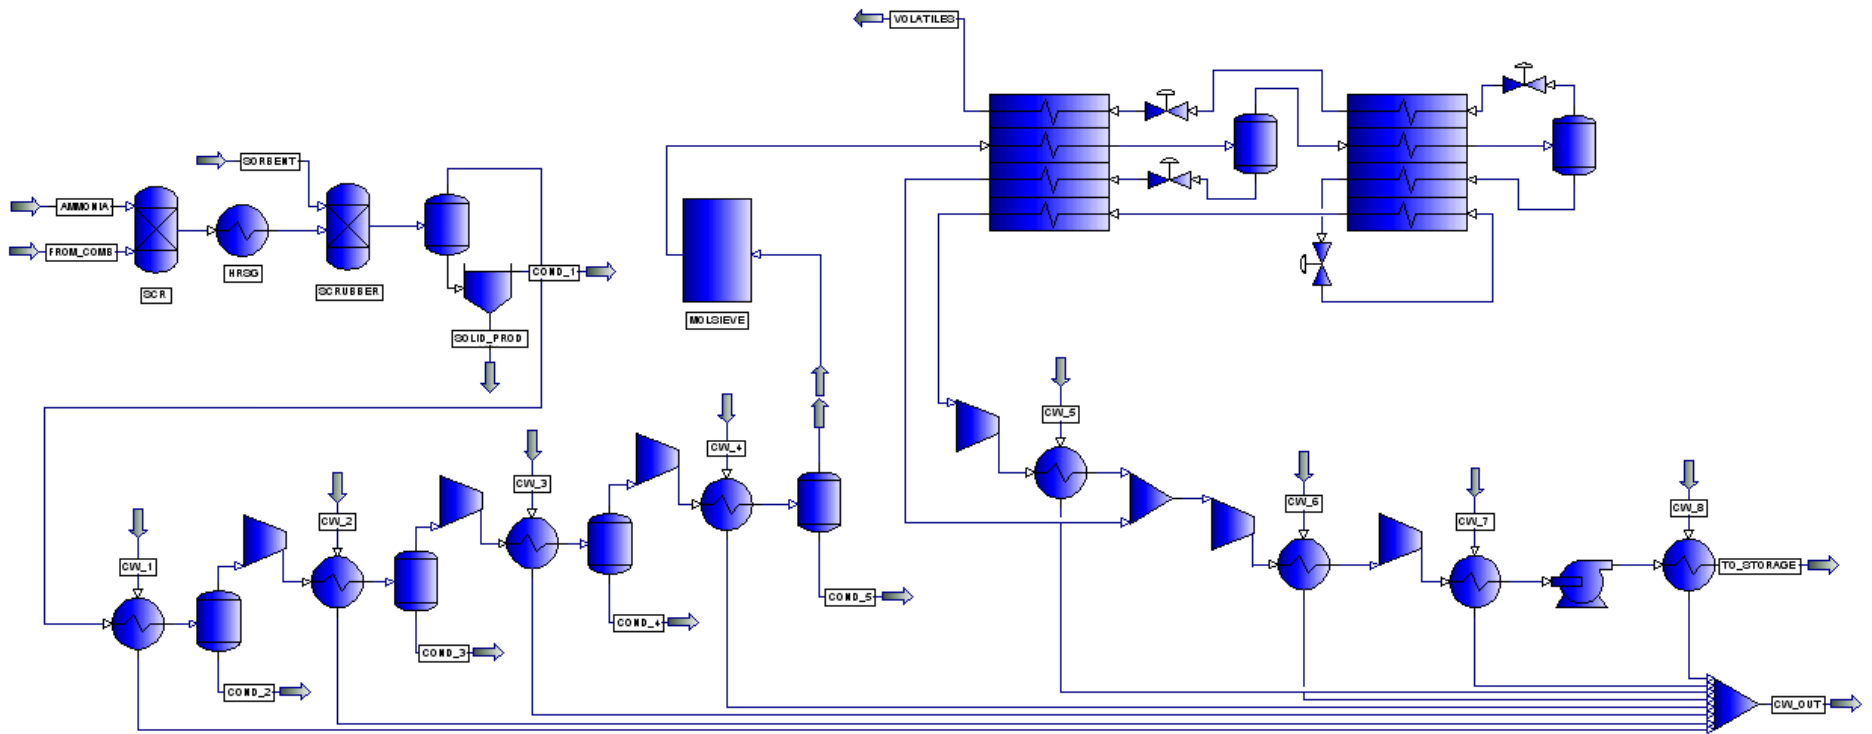 VOLATILES
SORBENT
AMMONIA
FROM_COMB
HRSG
SCR
SCRUBBER
COND_1
SOLID_PROD
MOLSIEVE
CW_5
CW_4
CW_3
CW_2
CW_1
CW_6
CW_7
CW_8
TO_STORAGE
COND_5
COND_4
COND_3
COND_2
CW_OUT